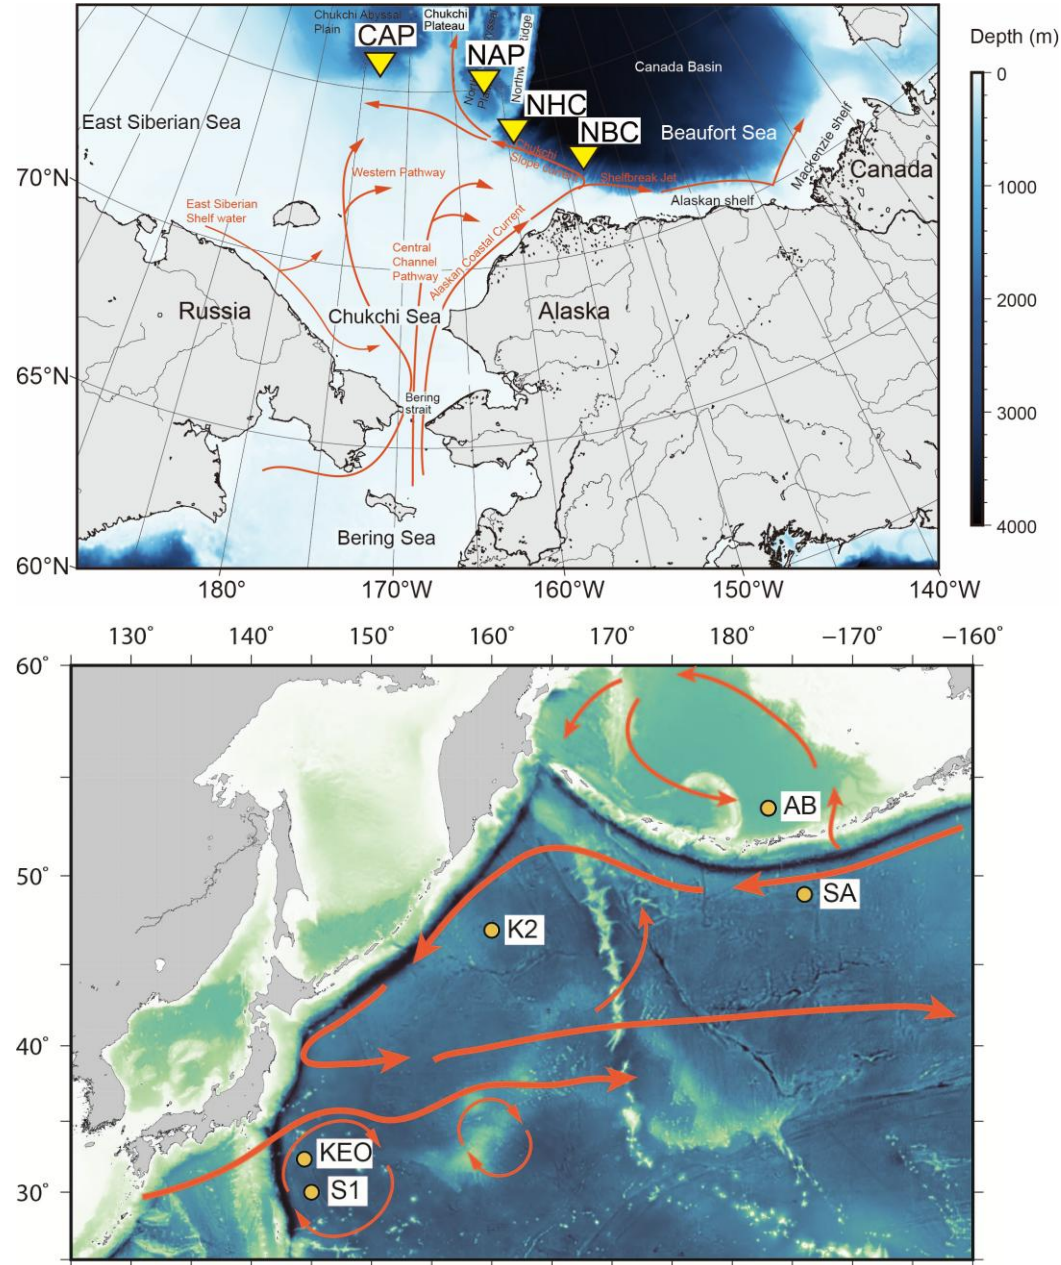 Chukchi Abyssal
Plain
Chukchi
Plateau
Depth (m)
CAP
NAP
Canada Basin
0
NHC
NBC
East Siberian Sea
Beaufort Sea
Mackenzie shelf
Chukchi
Slope current
Canada
70°N
Western Pathway
Shelfbreak Jet
Alaskan shelf
1000
East Siberian
Shelf water
Central
Channel
Pathway
Alaskan Coastal Current
Russia
Chukchi Sea
Alaska
2000
65°N
Bering
strait
3000
Bering Sea
4000
60°N
180°
170°W
160°W
150°W
140°W
130°
140°
150°
160°
170°
180°
−170°
−160°
60°
AB
50°
SA
K2
40°
KEO
S1
30°